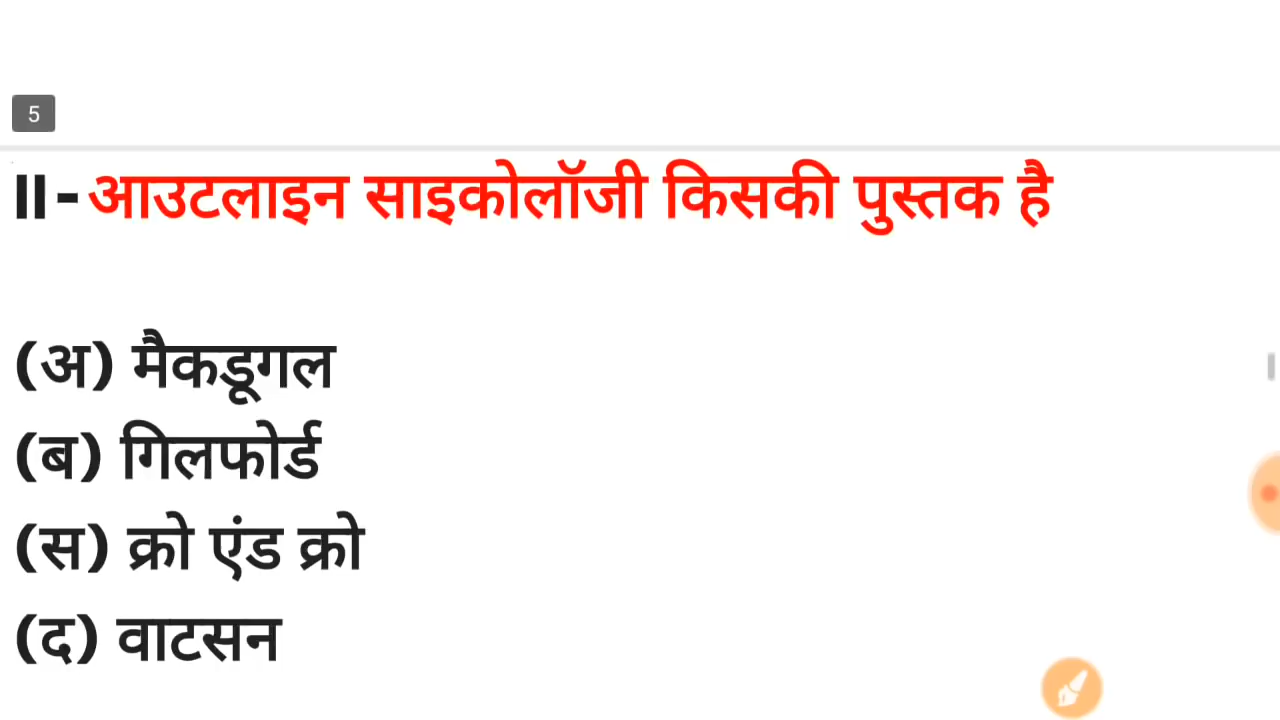 5
II- आउटलाइन साइकोलॉजी किसकी पुस्तक है
(अ) मैकडूगल
(ब) गिलफोर्ड
(स) क्रो एंड क्रो
(द) वाटसन